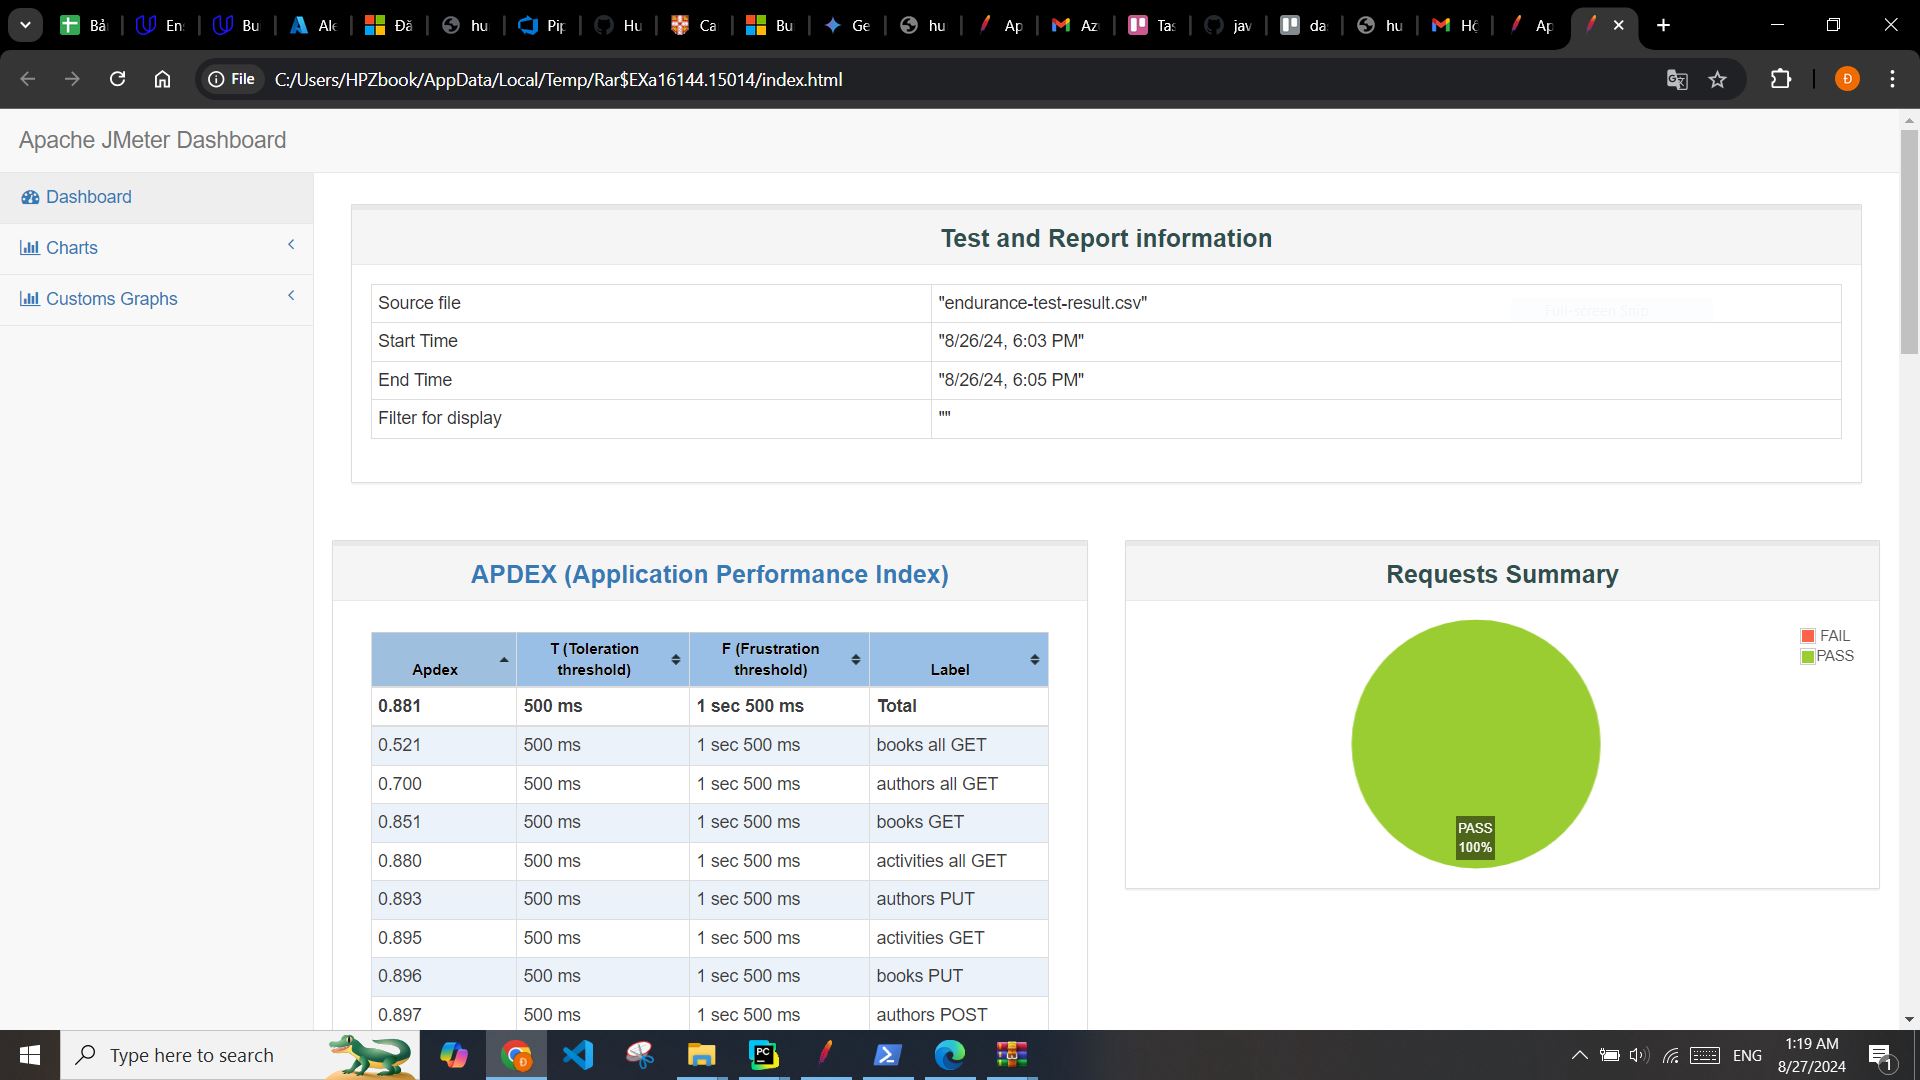 Bả
En
Bu
Ale
Đă
hu
Pip
Hu
Ca
Bu
Ge
hu
Ap
Az
Tas
jav
da
hu
Hộ
Ap
File
C:/Users/HPZbook/AppData/Local/Temp/Rar$EXa16144.15014/index.html
Đ
Apache JMeter Dashboard
Dashboard
Charts
Customs Graphs
Test and Report information
Source file "endurance-test-result.csv"
Full-screen Snip
Start Time "8/26/24, 6:03 PM"
End Time "8/26/24, 6:05 PM"
Filter for display ""
APDEX (Application Performance Index)
Apdex T (Toleration threshold) F (Frustration threshold) Label
0.881 500 ms 1 sec 500 ms Total
0.521 500 ms 1 sec 500 ms books all GET
0.700 500 ms 1 sec 500 ms authors all GET
0.851 500 ms 1 sec 500 ms books GET
0.880 500 ms 1 sec 500 ms activities all GET
0.893 500 ms 1 sec 500 ms authors PUT
0.895 500 ms 1 sec 500 ms activities GET
0.896 500 ms 1 sec 500 ms books PUT
0.897 500 ms 1 sec 500 ms authors POST
Requests Summary
FAIL
PASS
PASS
100%
Type here to search
PC
ENG
1:19 AM
8/27/2024
1